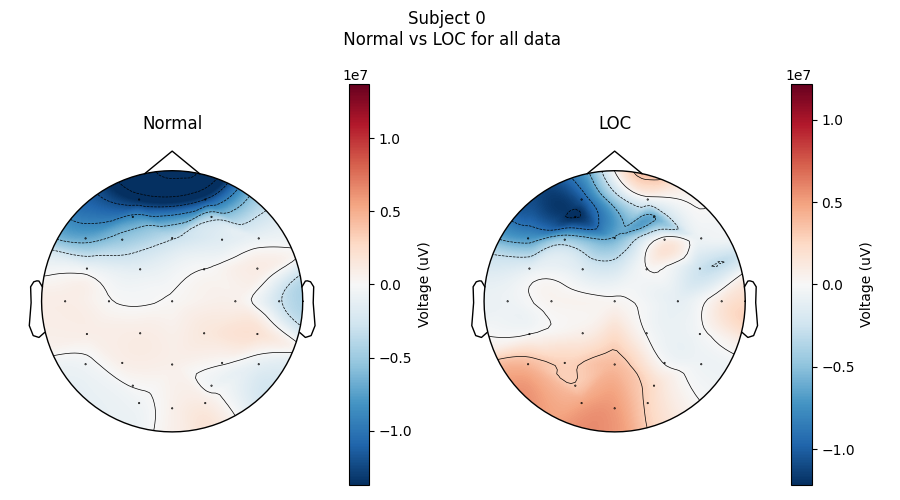 Subject 0
Normal vs LOC for all data
Normal
1e7
1.0
0.5
0.0
−0.5
−1.0
Voltage (uV)
LOC
1e7
1.0
0.5
0.0
−0.5
−1.0
Voltage (uV)